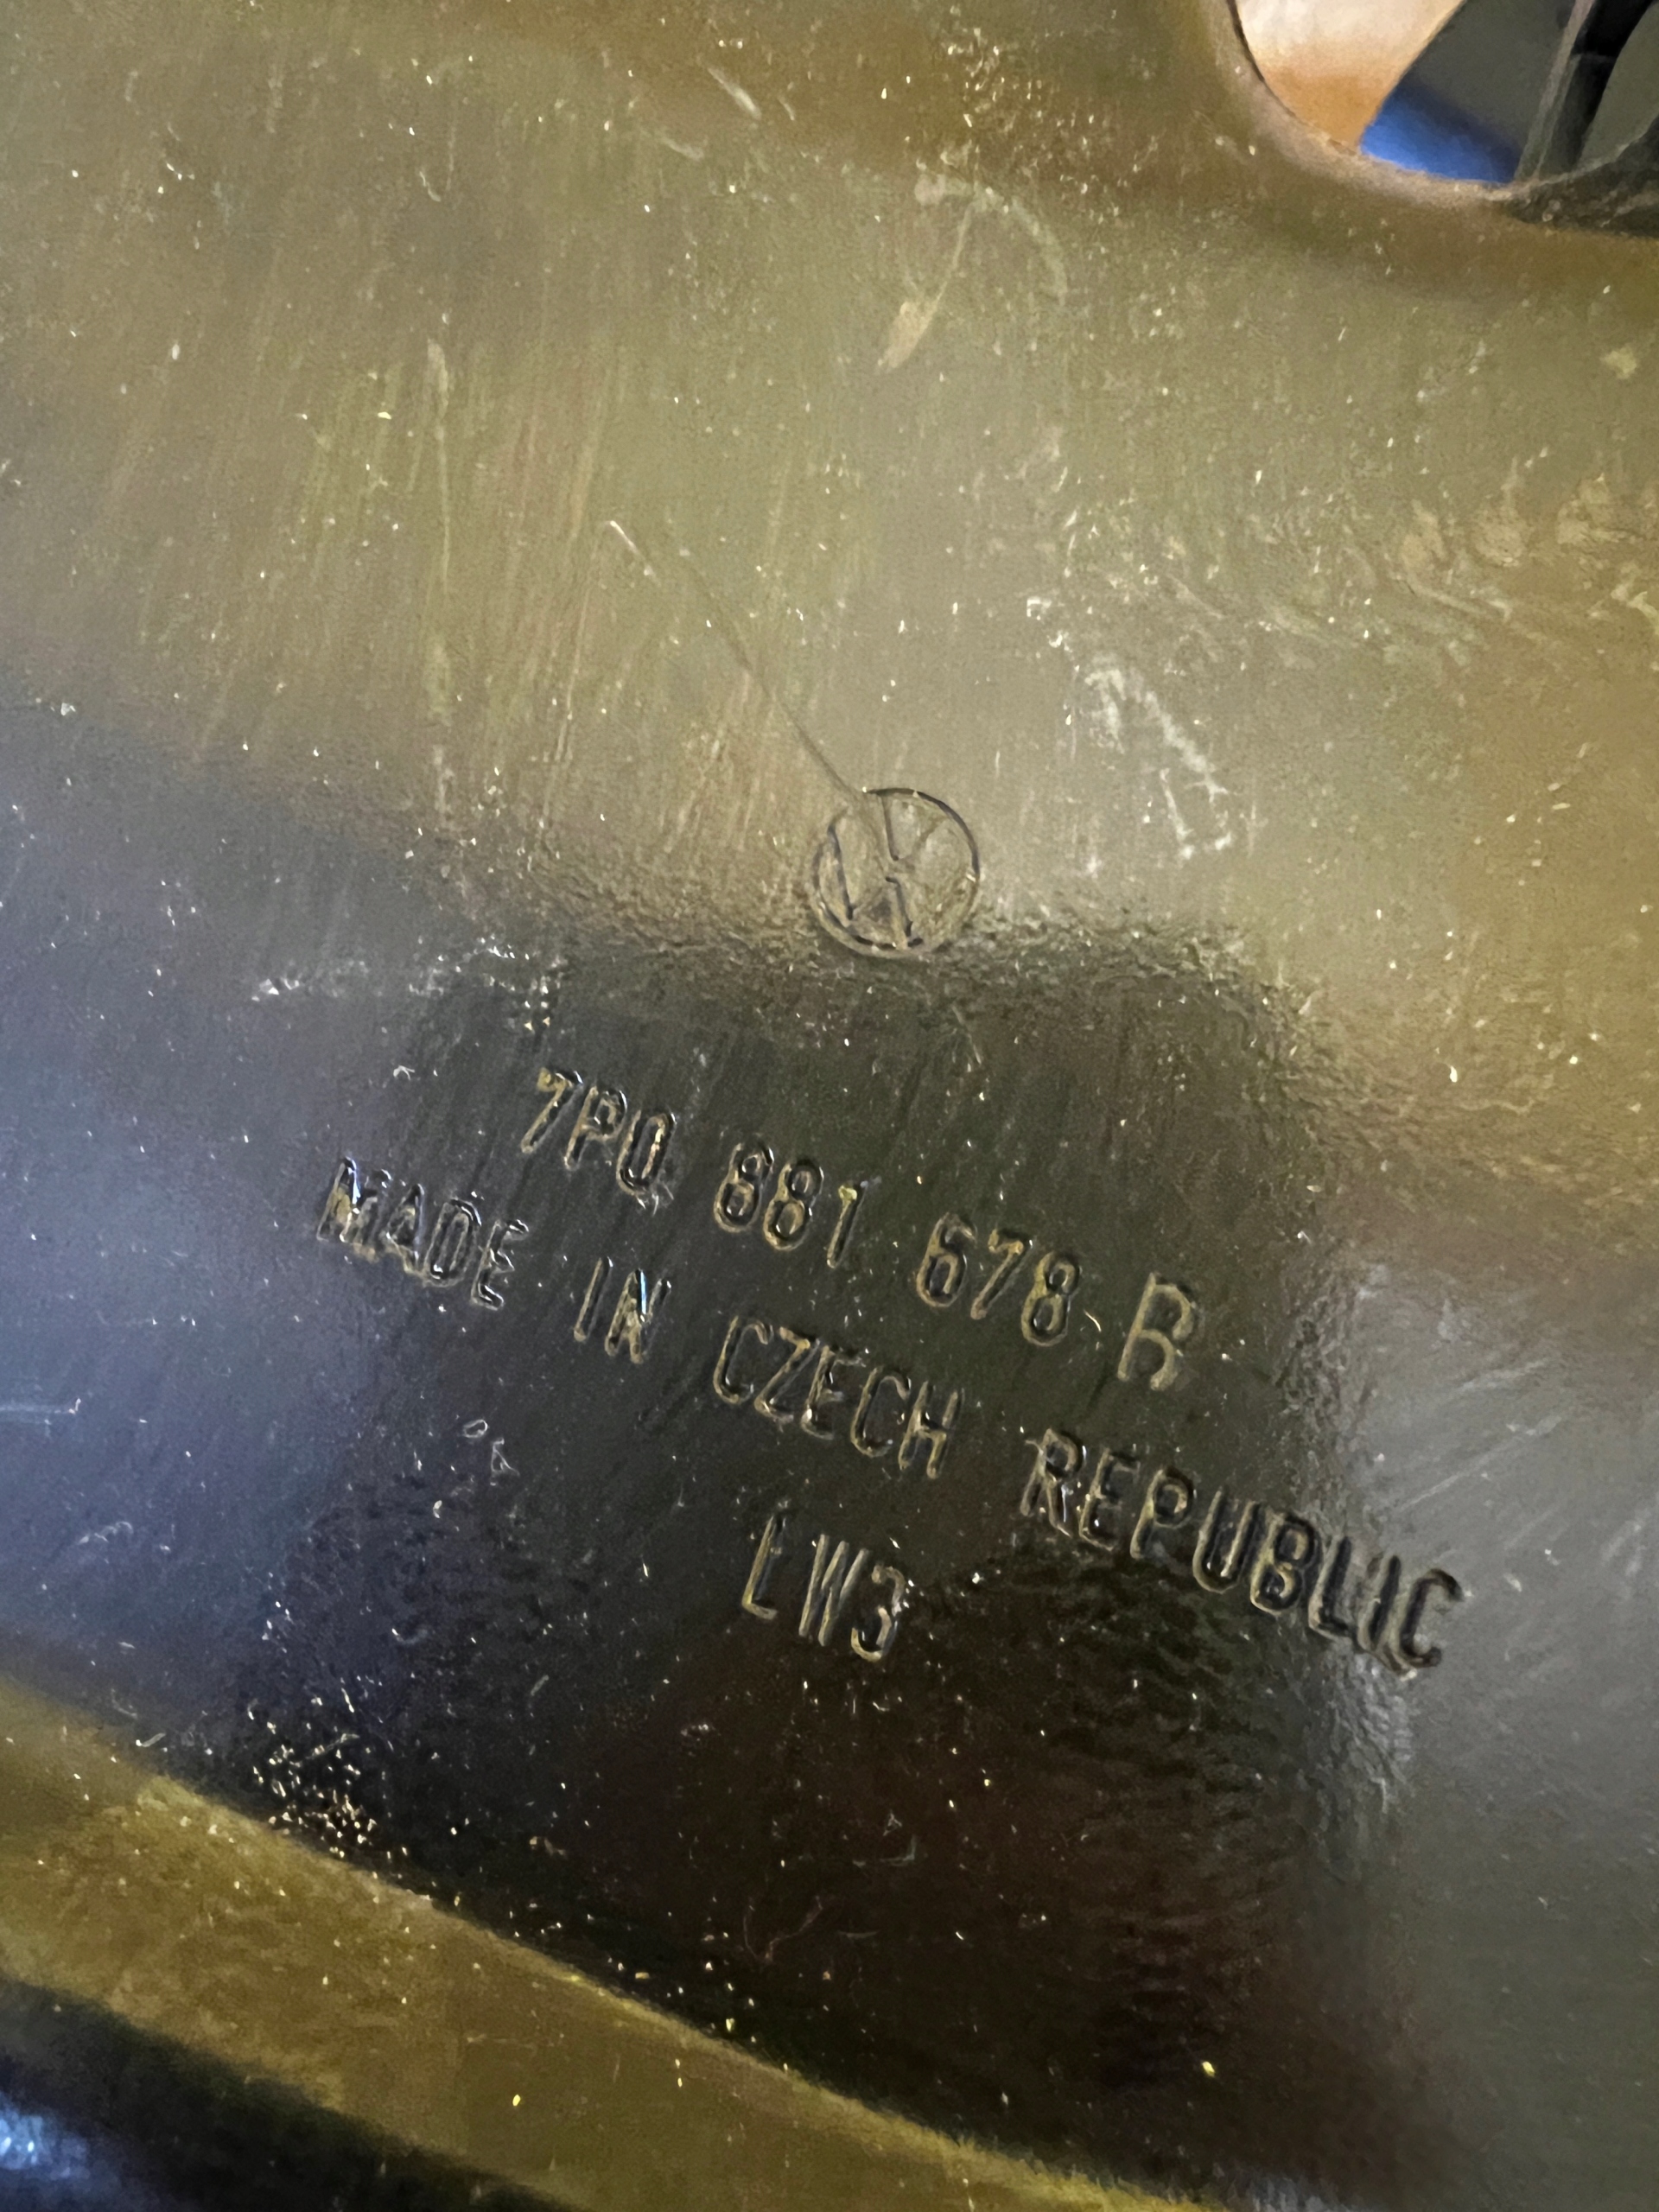 7P0 881 678 B
MADE IN CZECH REPUBLIC
LW3